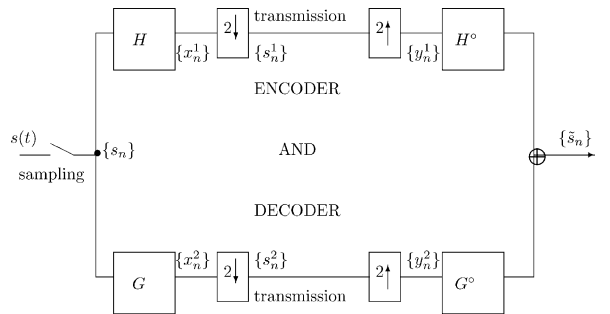 H 2↓ transmission 2↑ H°
{x_n^1} {s_n^1} {y_n^1}
ENCODER
s(t) {s_n} AND {s̃_n}
sampling
DECODER
{x_n^2} {s_n^2} {y_n^2}
G 2↓ 2↑ G°
transmission